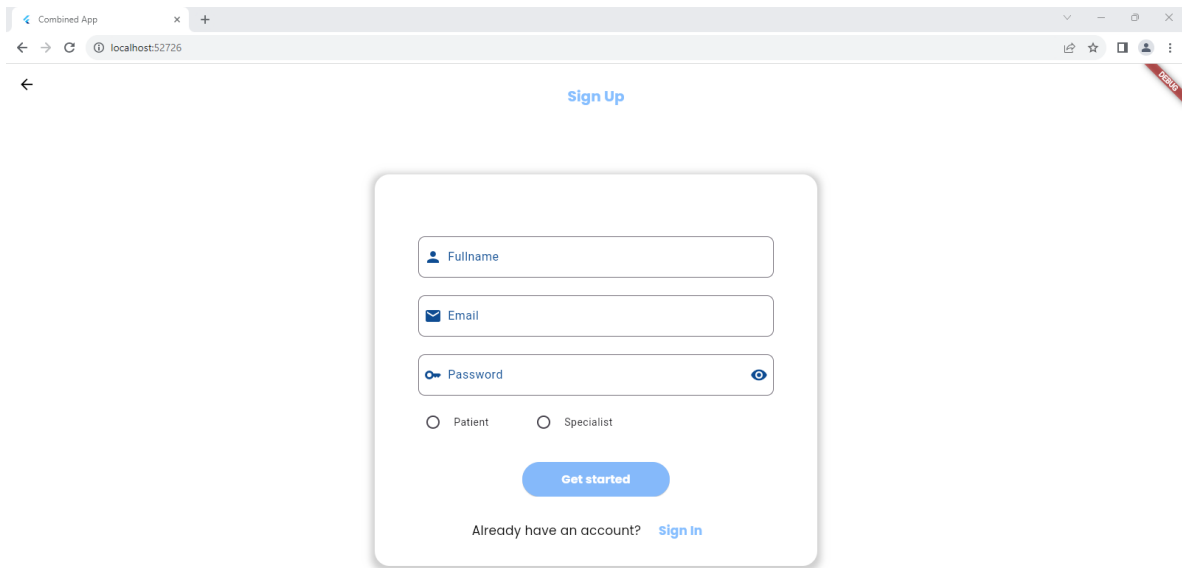 Combined App
localhost:52726
DEBUG
Sign Up
Fullname
Email
Password
Patient Specialist
Get started
Already have an account? Sign In